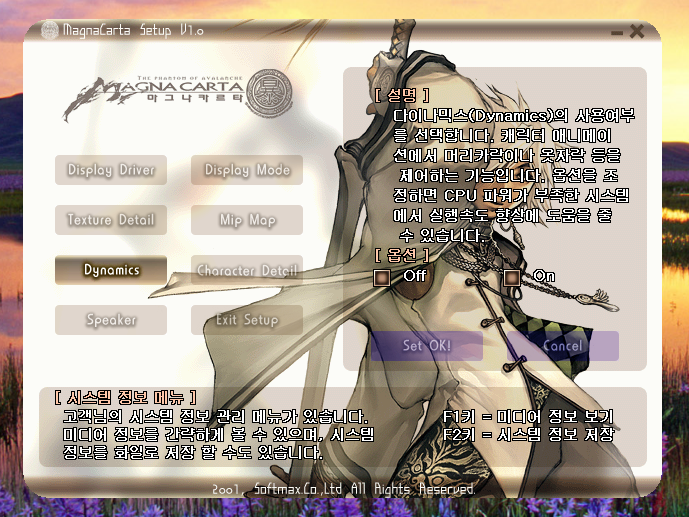 MagnaCarta Setup V1.0
THE PHANTOM OF AVALANCHE
MAGNA CARTA
마그나카르타
Display Driver
Display Mode
Texture Detail
Mip Map
Dynamics
Character Detail
Speaker
Exit Setup
[ 설명 ]
다이나믹스(Dynamics)의 사용여부
를 선택합니다. 캐릭터 애니메이
션에서 머리카락이나 옷자락 등을
제어하는 기능입니다. 옵션을 조
정하면 CPU 파워가 부족한 시스템
에서 실행속도 향상에 도움을 줄
수 있습니다.
[ 옵션 ]
Off
On
Set OK!
Cancel
[ 시스템 정보 메뉴 ]
고객님의 시스템 정보 관리 메뉴가 있습니다.
미디어 정보를 간략하게 볼 수 있으며, 시스템
정보를 화일로 저장 할 수도 있습니다.
F1키 = 미디어 정보 보기
F2키 = 시스템 정보 저장
2001, Softmax.Co.,Ltd All Rights Reserved.